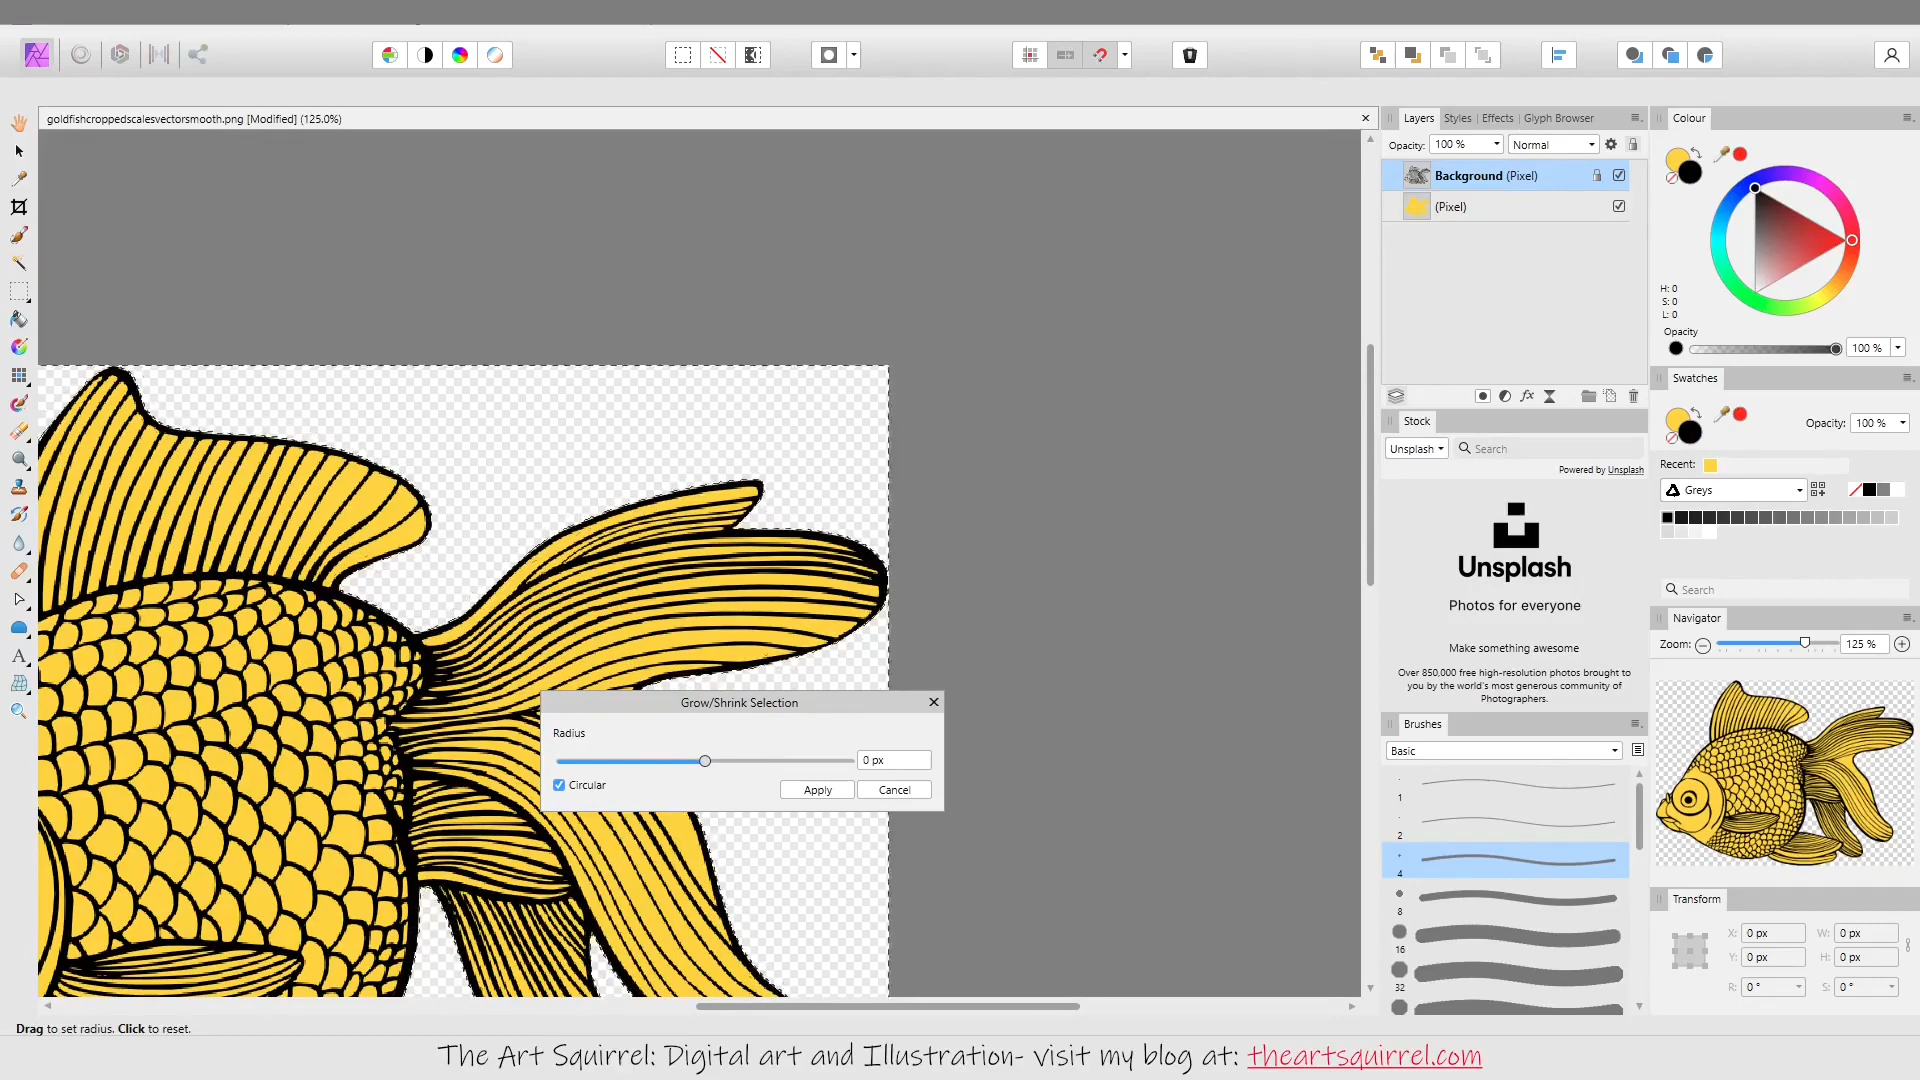 goldfishcroppedscalesvectorsmooth.png [Modified] (125.0%)
Layers Styles Effects Glyph Browser
Opacity: 100 % Normal
Background (Pixel)
(Pixel)
Colour
H: 0
S: 0
L: 0
Opacity
100 %
Swatches
Opacity: 100 %
Recent:
Greys
Search
Stock
Unsplash Search
Powered by Unsplash
Unsplash
Photos for everyone
Make something awesome
Over 850,000 free high-resolution photos brought to
you by the world's most generous community of
Photographers.
Navigator
Zoom: 125 %
Brushes
Basic
1
2
4
8
16
32
Transform
X: 0 px W: 0 px
Y: 0 px H: 0 px
R: 0 ° S: 0 °
Grow/Shrink Selection
Radius
0 px
Circular
Apply
Cancel
Drag to set radius. Click to reset.
The Art Squirrel: Digital art and Illustration- visit my blog at: theartsquirrel.com